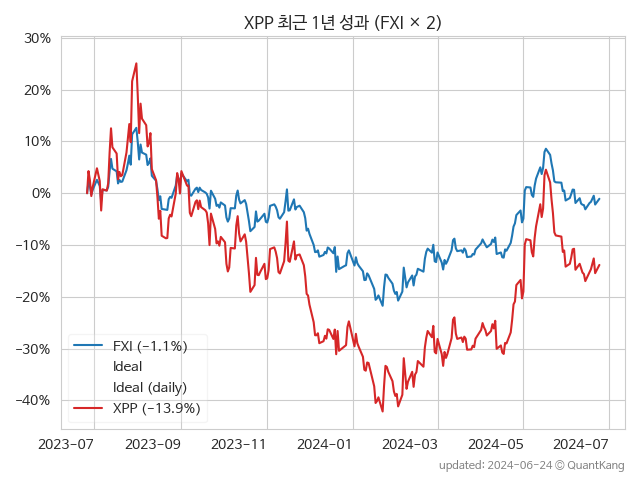 XPP 최근 1년 성과 (FXI × 2)
30%
20%
10%
0%
−10%
−20%
−30%
−40%
FXI (−1.1%)
Ideal
Ideal (daily)
XPP (−13.9%)
2023-07 2023-09 2023-11 2024-01 2024-03 2024-05 2024-07
updated: 2024-06-24 © QuantKang